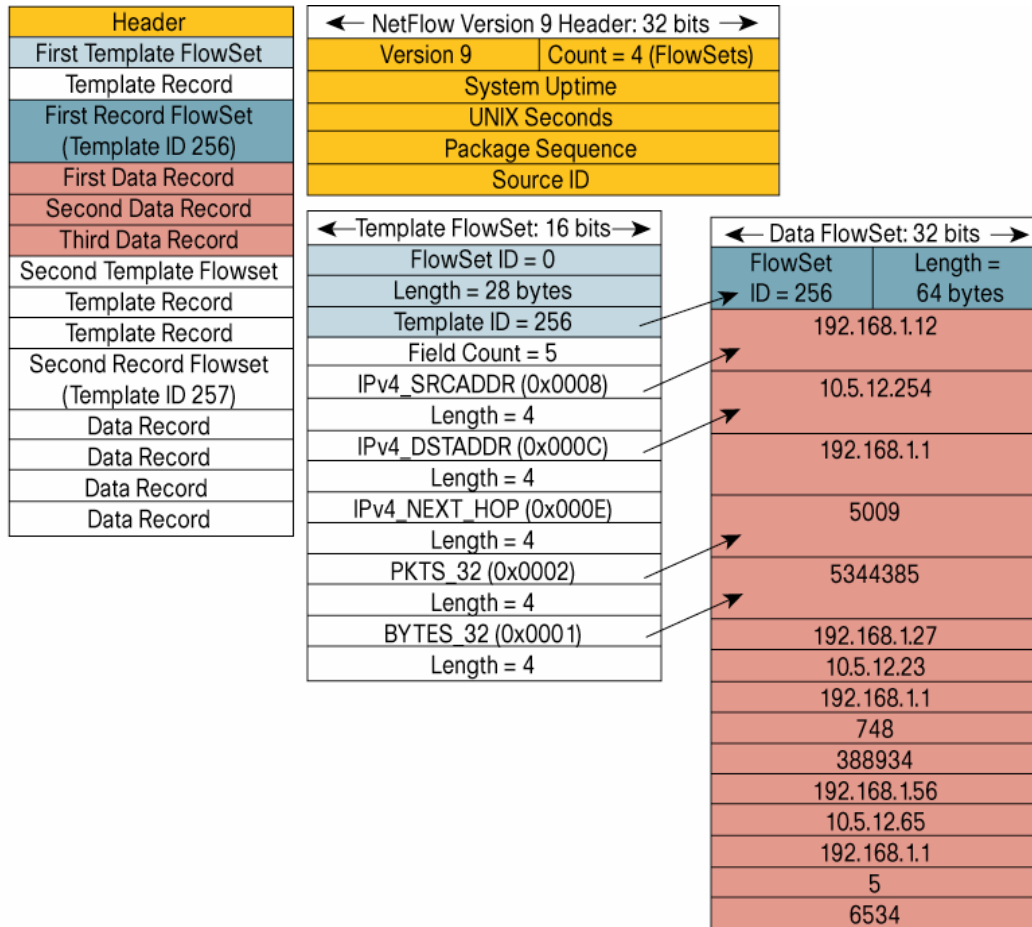 Header
First Template FlowSet
Template Record
First Record FlowSet
(Template ID 256)
First Data Record
Second Data Record
Third Data Record
Second Template Flowset
Template Record
Template Record
Second Record Flowset
(Template ID 257)
Data Record
Data Record
Data Record
Data Record
NetFlow Version 9 Header: 32 bits
Version 9
Count = 4 (FlowSets)
System Uptime
UNIX Seconds
Package Sequence
Source ID
Template FlowSet: 16 bits
FlowSet ID = 0
Length = 28 bytes
Template ID = 256
Field Count = 5
IPv4_SRCADDR (0x0008)
Length = 4
IPv4_DSTADDR (0x000C)
Length = 4
IPv4_NEXT_HOP (0x000E)
Length = 4
PKTS_32 (0x0002)
Length = 4
BYTES_32 (0x0001)
Length = 4
Data FlowSet: 32 bits
FlowSet
ID = 256
Length =
64 bytes
192.168.1.12
10.5.12.254
192.168.1.1
5009
5344385
192.168.1.27
10.5.12.23
192.168.1.1
748
388934
192.168.1.56
10.5.12.65
192.168.1.1
5
6534